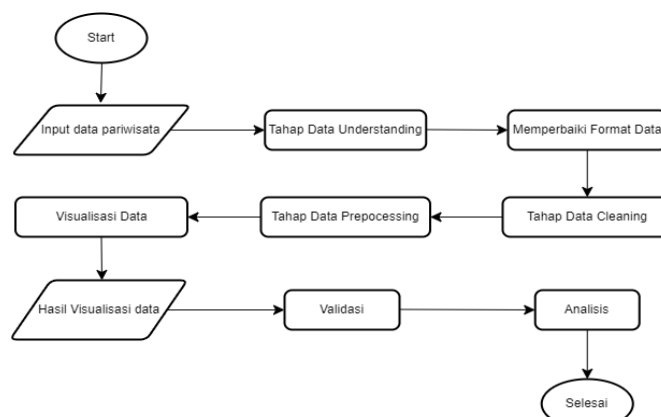 Start
Input data pariwisata
Tahap Data Understanding
Memperbaiki Format Data
Tahap Data Cleaning
Tahap Data Prepocessing
Visualisasi Data
Hasil Visualisasi data
Validasi
Analisis
Selesai